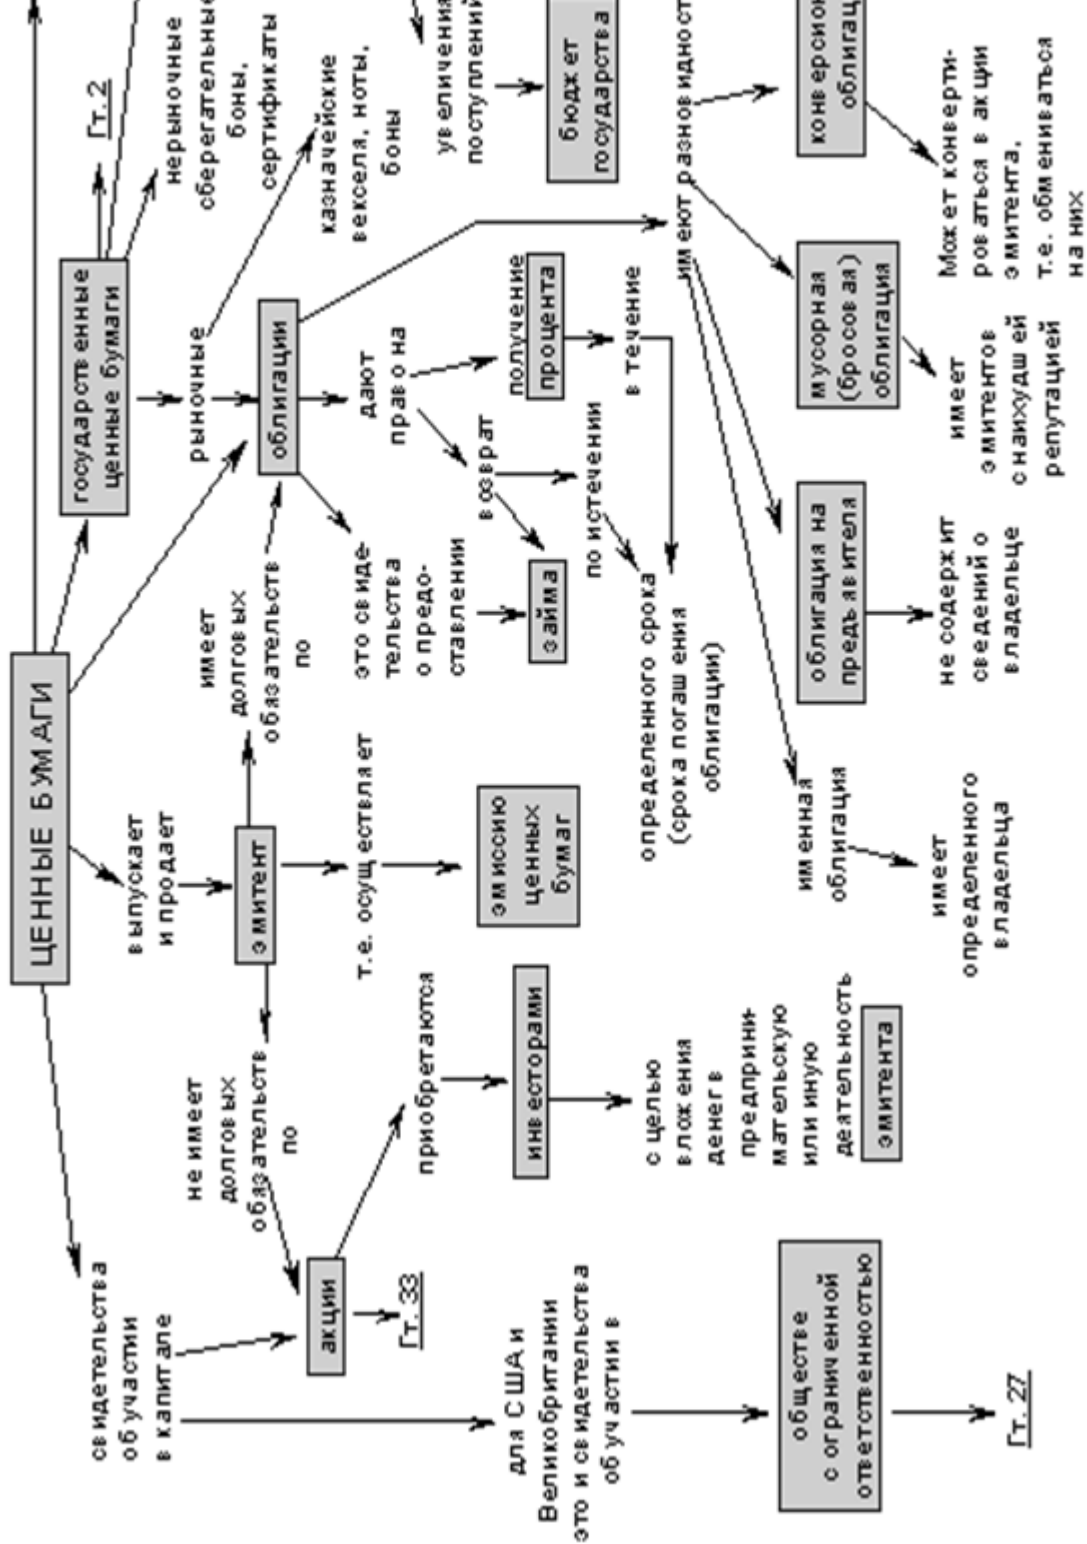 ЦЕННЫЕ БУМАГИ
свидетельства
об участии
в капитале
акции
Гт. 33
для США и
Великобритании
это и свидетельства
об участии в
обществе
с ограниченной
ответственностью
Гт. 27
не имеет
долговых
обязательств
по
приобретаются
инвесторами
с целью
вложения
денег в
предприни-
мательскую
или иную
деятельность
эмитента
выпускает
и продает
эмитент
т.е. осуществляет
эмиссию
ценных
бумаг
имеет
долговых
обязательств
по
государственные
ценные бумаги
Гт. 2
нерыночные
сберегательные
боны,
сертификаты
рыночные
казначейские
векселя, ноты,
боны
облигации
это свиде-
тельства
о предо-
ставлении
займа
дают
право на
возврат
получение
процента
по истечении
в течение
определенного срока
(срока погашения
облигации)
увеличения
поступлений
бюджет
государства
имеют разновидност
именная
облигация
имеет
определенного
владельца
облигация на
предъявителя
не содержит
сведений о
владельце
мусорная
(бросовая)
облигация
имеет
эмитентов
с наихудшей
репутацией
конверсион
облигац
Может конверти-
роваться в акции
эмитента,
т.е. обмениваться
на них